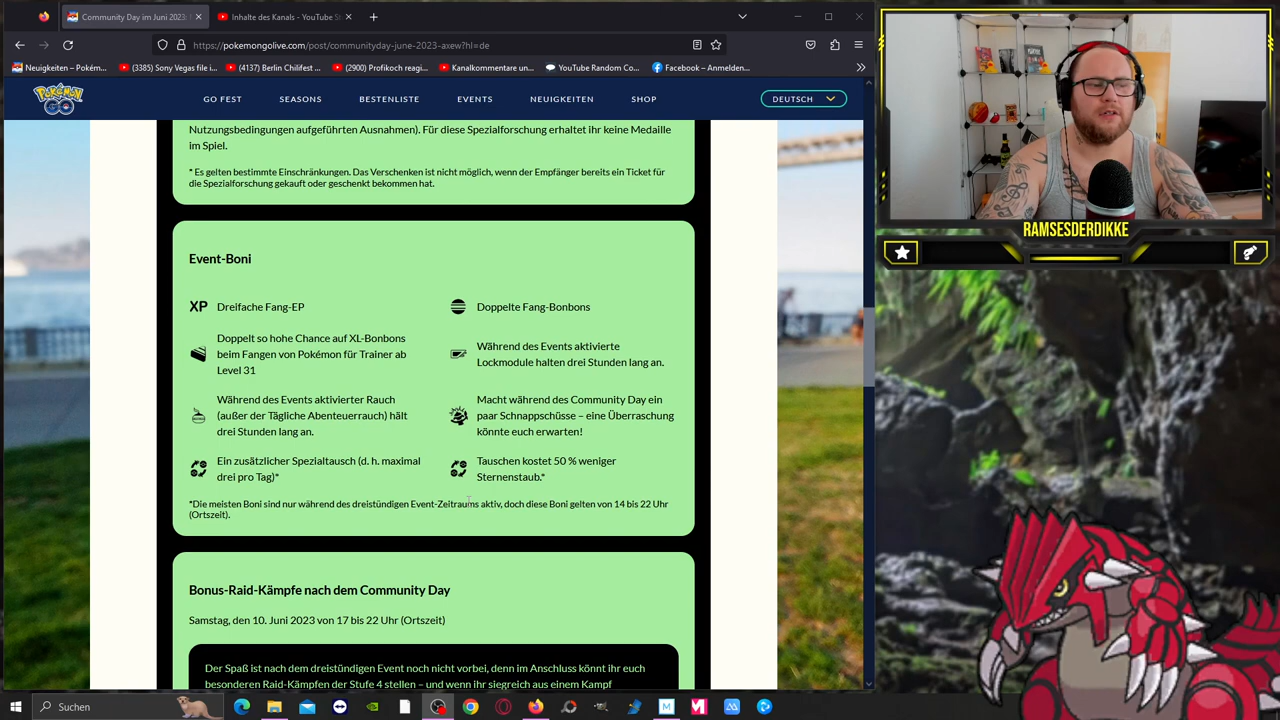 Community Day im Juni 2023:
Inhalte des Kanals - YouTube St
https://pokemongolive.com/post/communityday-june-2023-axew?hl=de
Neuigkeiten – Pokém...
(3385) Sony Vegas file i...
(4137) Berlin Callifest ...
(2900) Profikoch reagi...
Kanalkommentare un...
YouTube Random Co...
Facebook – Anmelden...
POKÉMON GO
GO FEST
SEASONS
BESTENLISTE
EVENTS
NEUIGKEITEN
SHOP
DEUTSCH
Nutzungsbedingungen aufgeführten Ausnahmen). Für diese Spezialforschung erhaltet ihr keine Medaille
im Spiel.
* Es gelten bestimmte Einschränkungen. Das Verschenken ist nicht möglich, wenn der Empfänger bereits ein Ticket für
die Spezialforschung gekauft oder geschenkt bekommen hat.
Event-Boni
XP Dreifache Fang-EP
Doppelte Fang-Bonbons
Doppelt so hohe Chance auf XL-Bonbons
beim Fangen von Pokémon für Trainer ab
Level 31
Während des Events aktivierte
Lockmodule halten drei Stunden lang an.
Während des Events aktivierter Rauch
(außer der Tägliche Abenteuerrauch) hält
drei Stunden lang an.
Macht während des Community Day ein
paar Schnappschüsse – eine Überraschung
könnte euch erwarten!
Ein zusätzlicher Spezialtausch (d. h. maximal
drei pro Tag)*
Tauschen kostet 50 % weniger
Sternenstaub.*
*Die meisten Boni sind nur während des dreistündigen Event-Zeitraums aktiv, doch diese Boni gelten von 14 bis 22 Uhr
(Ortszeit).
Bonus-Raid-Kämpfe nach dem Community Day
Samstag, den 10. Juni 2023 von 17 bis 22 Uhr (Ortszeit)
Der Spaß ist nach dem dreistündigen Event noch nicht vorbei, denn im Anschluss könnt ihr euch
besonderen Raid-Kämpfen der Stufe 4 stellen – und wenn ihr siegreich aus einem Kampf
RAMSESDERDIKKE
Suchen